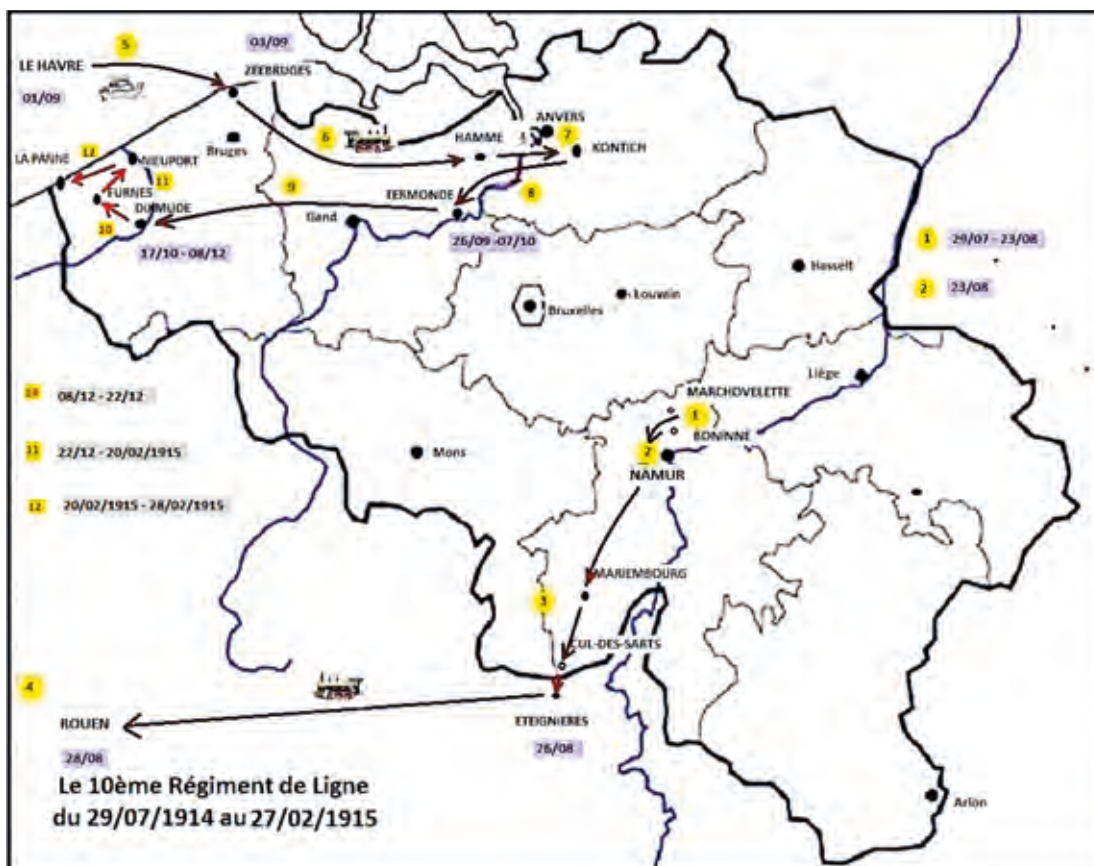 5
03/09
LE HAVRE
ZEEBRUGES
01/09
ANVERS
6
HAMME
7
Bruges
KONTICH
LA PANNE
12
NIEUPORT
11
9
8
FURNES
TERMONDE
DIXMUDE
Gand
10
17/10 - 08/12
26/09 -07/10
1 29/07 - 23/08
Hasselt
2 23/08
Louvain
Bruxelles
Liège
MARCHOVELETTE
10 08/12 - 22/12
1
BONINNE
11 22/12 - 20/02/1915
Mons
2
NAMUR
12 20/02/1915 - 28/02/1915
MARIEMBOURG
3
CUL-DES-SARTS
4
ROUEN
ETEIGNIERES
28/08
26/08
Le 10ème Régiment de Ligne
du 29/07/1914 au 27/02/1915
Arlon